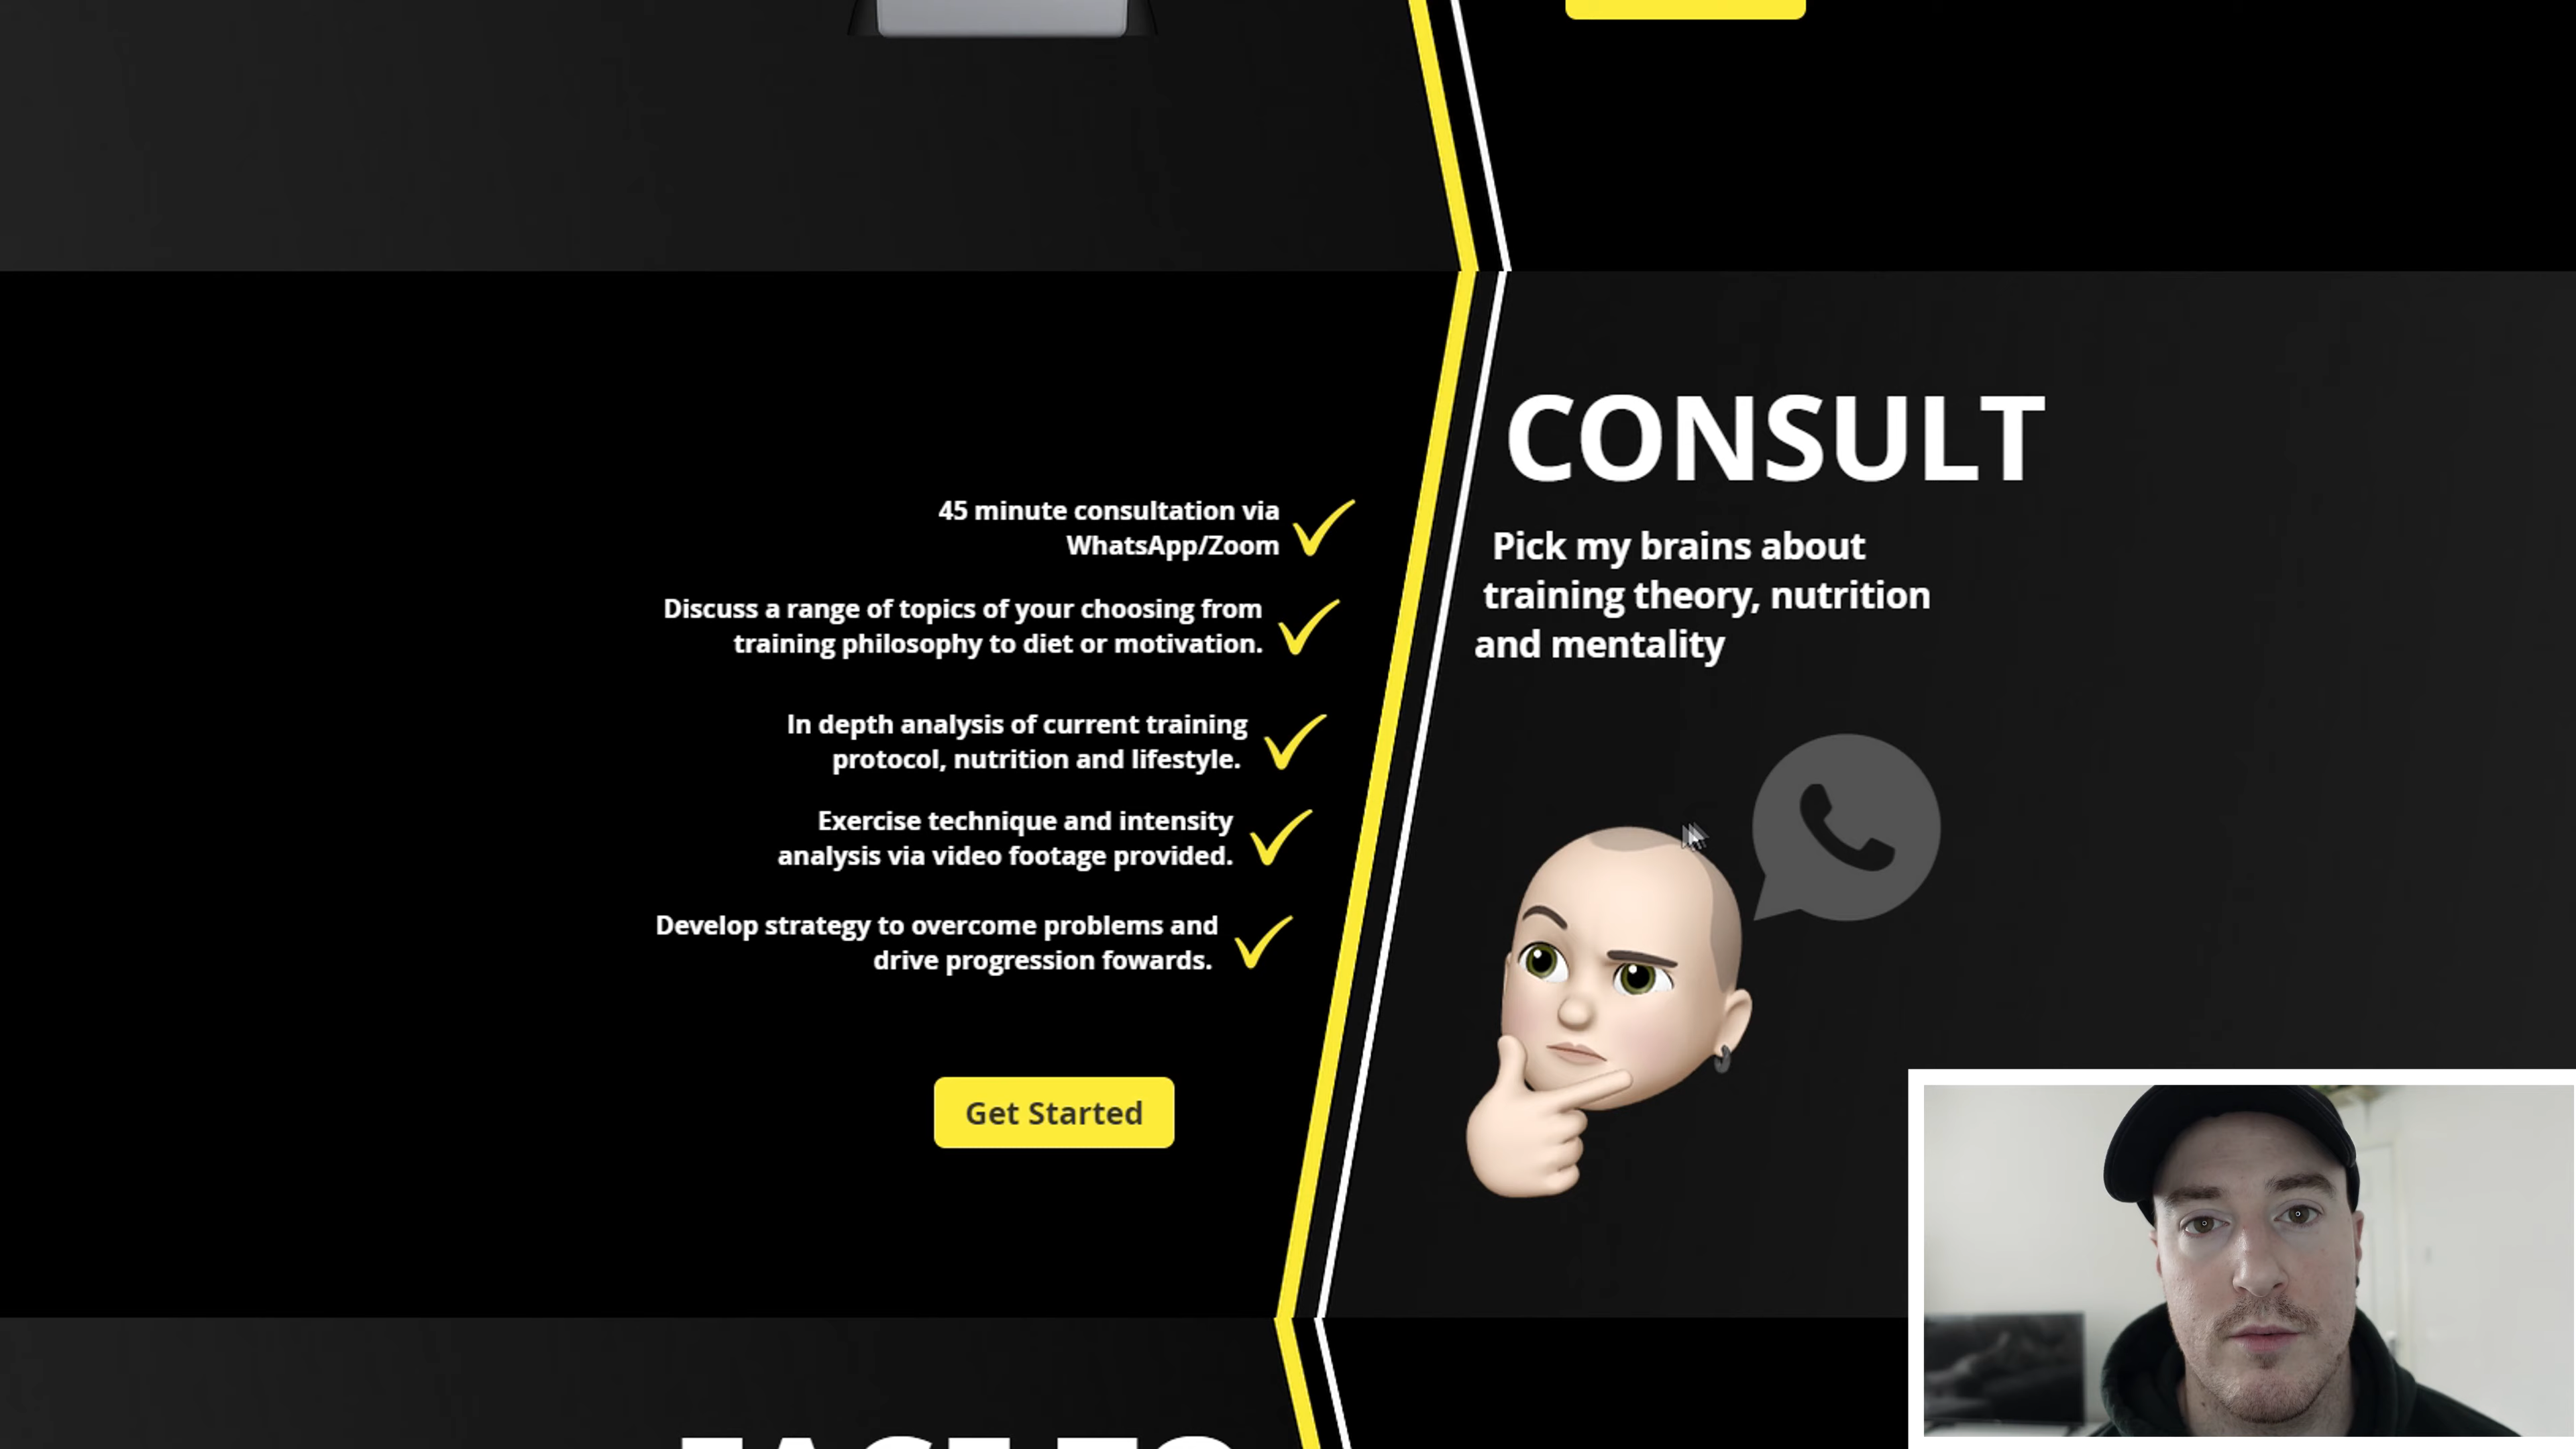 CONSULT
Pick my brains about
training theory, nutrition
and mentality
45 minute consultation via
WhatsApp/Zoom
Discuss a range of topics of your choosing from
training philosophy to diet or motivation.
In depth analysis of current training
protocol, nutrition and lifestyle.
Exercise technique and intensity
analysis via video footage provided.
Develop strategy to overcome problems and
drive progression fowards.
Get Started